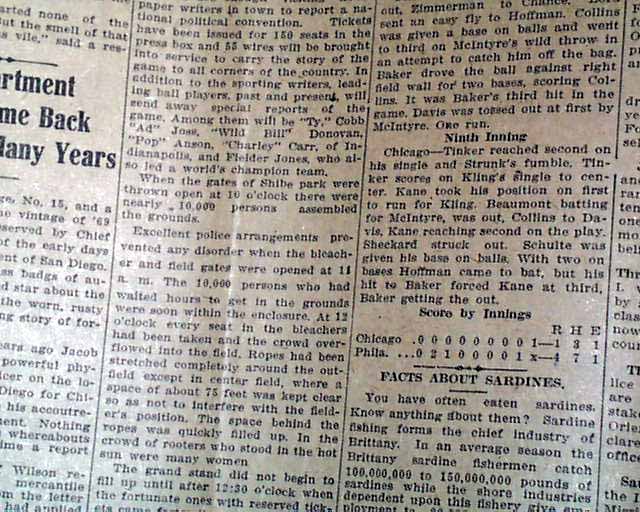 arted none of the
but the smell of that
s vile," said a res-
artment
me Back
Many Years
ge, No. 15, and a
e vintage of '69
eserved by Chief
of the early days
ent of San Diego.
ss badge of au-
d star about the
the worn, rusty
ng story of for-
ears ago Jacob
powerful phy-
icer on the lo-
Diego for Chi-
his accoutre-
ment. Nothing
whereabouts
me a report
Wilson re-
mercantile
om the letter
had applied
paper writers in town to report a na-
tional political convention. Tickets
have been issued for 150 seats in the
press box and 55 wires will be brought
into service to carry the story of the
game to all corners of the country. In
addition to the sporting writers, lead-
ing ball players, past and present, will
send away special reports of the
game. Among them will be "Ty," Cobb
"Ad" Joss, "Wild Bill" Donovan,
"Pop" Anson, "Charley" Carr, of In-
dianapolis, and Fielder Jones, who al-
so led a world's champion team.
When the gates of Shibe park were
thrown open at 10 o'clock there were
nearly 10,000 persons assembled
the grounds.
Excellent police arrangements pre-
vented any disorder when the bleach-
er and field gates were opened at 11
a. m. The 10,000 persons who had
waited hours to get in the grounds
were soon within the enclosure. At 12
o'clock every seat in the bleachers
had been taken and the crowd over-
flowed into the field. Ropes had been
stretched completely around the out-
field except in center field, where a
space of about 75 feet was kept clear
so as not to interfere with the field-
er's position. The space behind the
ropes was quickly filled up. In the
crowd of rooters who stood in the hot
sun were many women
The grand stand did not begin to
fill up until after 12:30 o'clock when
the fortunate ones with reserved tick-
ets came
out, Zimmerman to Chance.
sent an easy fly to Hoffman. Collins
was given a base on balls and went
to third on McIntyre's wild throw in
an attempt to catch him off the bag.
Baker drove the ball against right
field wall for two bases, scoring Col-
lins. It was Baker's third hit in the
game. Davis was tossed out at first by
McIntyre. One run.
Ninth Inning
Chicago—Tinker reached second on
his single and Strunk's fumble. Tin-
ker scores on Kling's single to cen-
ter. Kane took his position on first
to run for Kling. Beaumont batting
for McIntyre, was out, Collins to Da-
vis, Kane reaching second on the play.
Sheckard struck out. Schulte was
given his base on balls. With two on
bases Hoffman came to bat, but his
hit to Baker forced Kane at third,
Baker getting the out.
Score by Innings
R H E
Chicago .0 0 0 0 0 0 0 0 1—1 3 1
Phila. ...0 2 1 0 0 0 0 1 x—4 7 1
FACTS ABOUT SARDINES.
You have often eaten sardines.
Know anything about them? Sardine
fishing forms the chief industry of
Brittany. In an average season the
Brittany sardine fishermen catch
100,000,000 to 150,000,000 pounds of
sardines while the shore industries
dependent upon this fishery give em-